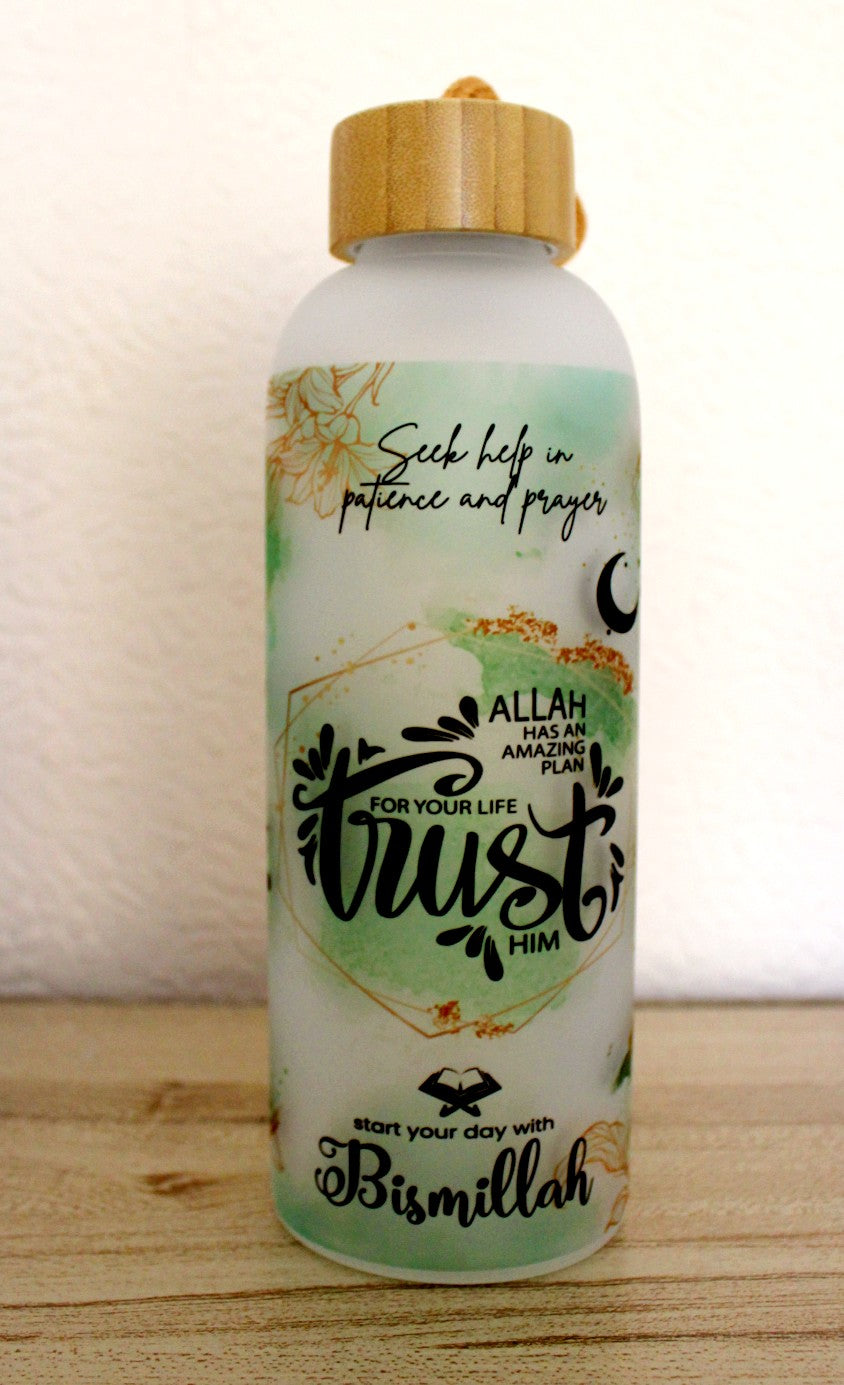 Seek help in
patience and prayer
ALLAH
HAS AN
AMAZING
PLAN
FOR YOUR LIFE
trust
HIM
start your day with
Bismillah